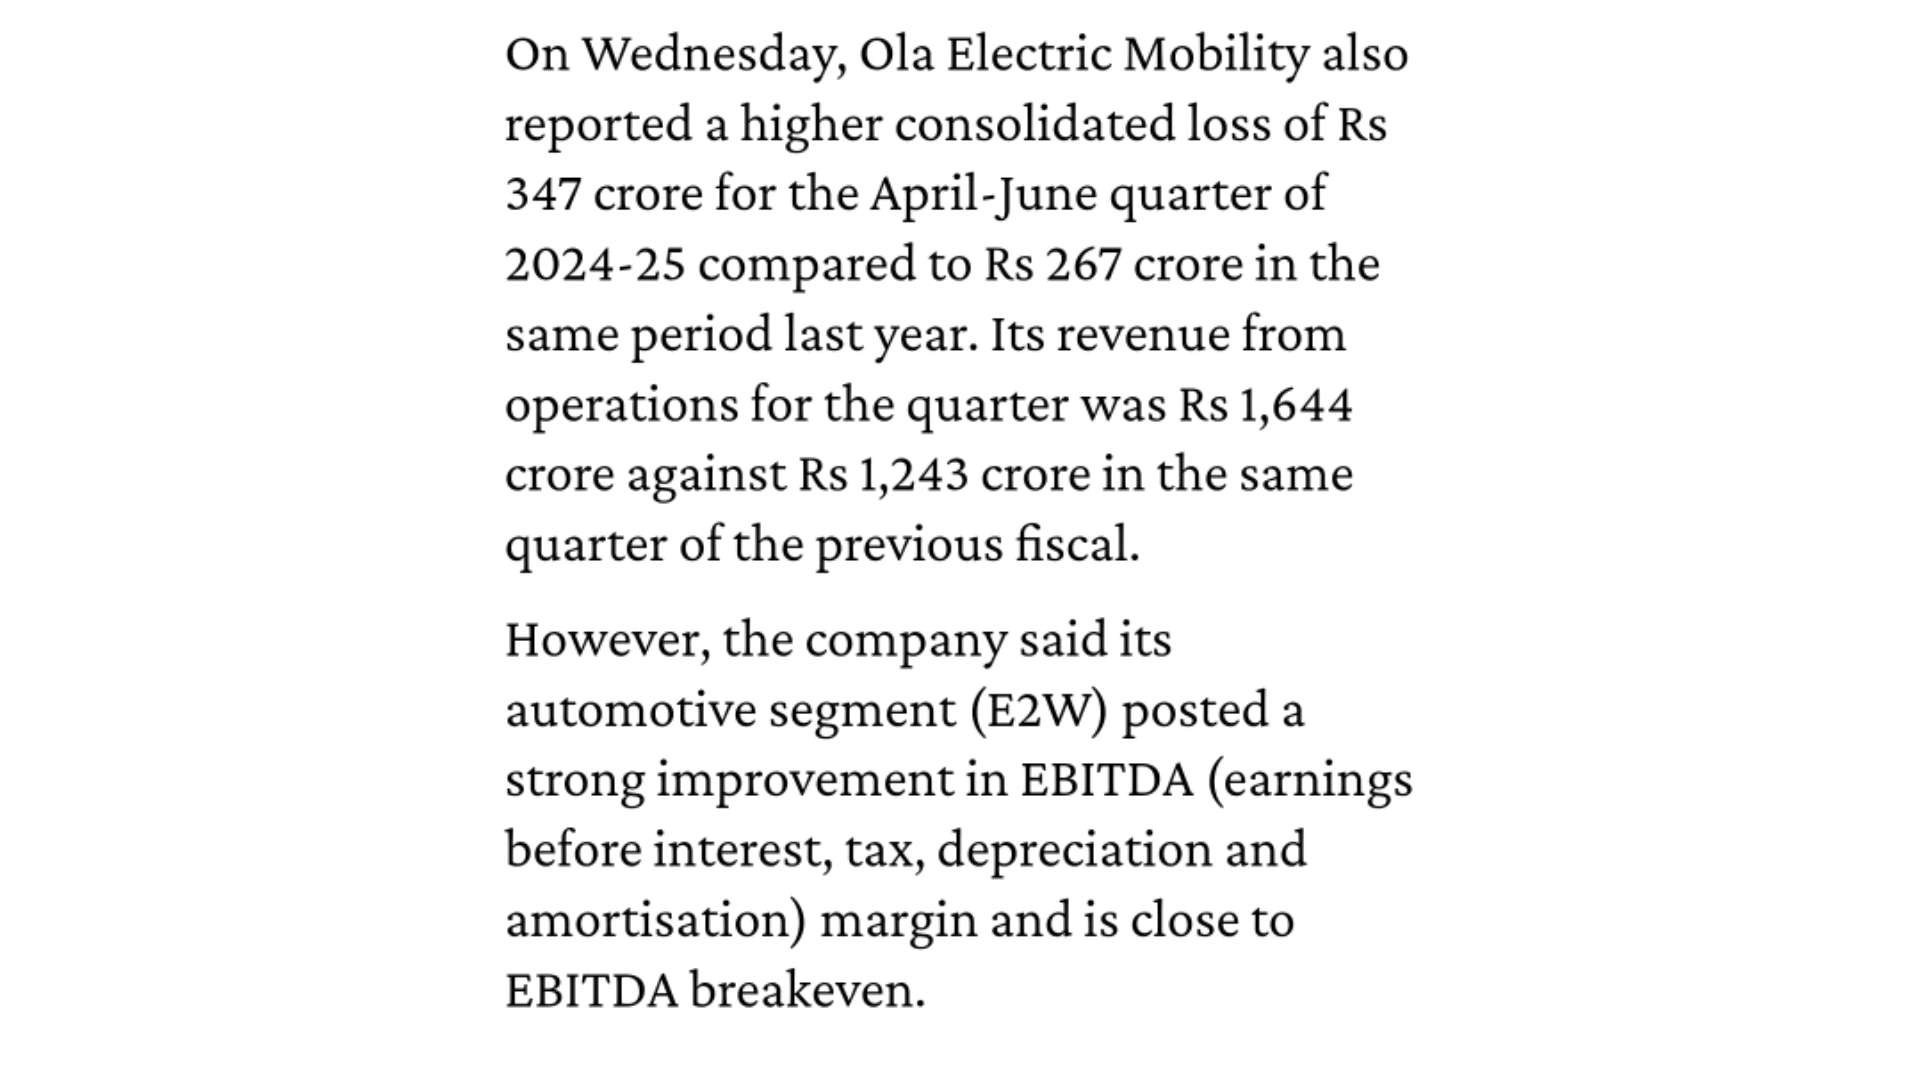 On Wednesday, Ola Electric Mobility also
reported a higher consolidated loss of Rs
347 crore for the April-June quarter of
2024-25 compared to Rs 267 crore in the
same period last year. Its revenue from
operations for the quarter was Rs 1,644
crore against Rs 1,243 crore in the same
quarter of the previous fiscal.
However, the company said its
automotive segment (E2W) posted a
strong improvement in EBITDA (earnings
before interest, tax, depreciation and
amortisation) margin and is close to
EBITDA breakeven.